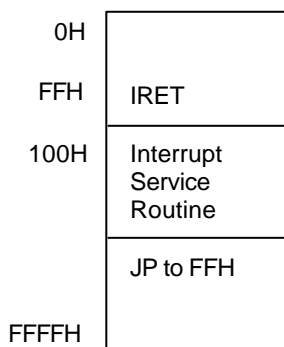 0H
FFH IRET
100H Interrupt
Service
Routine
JP to FFH
FFFFH